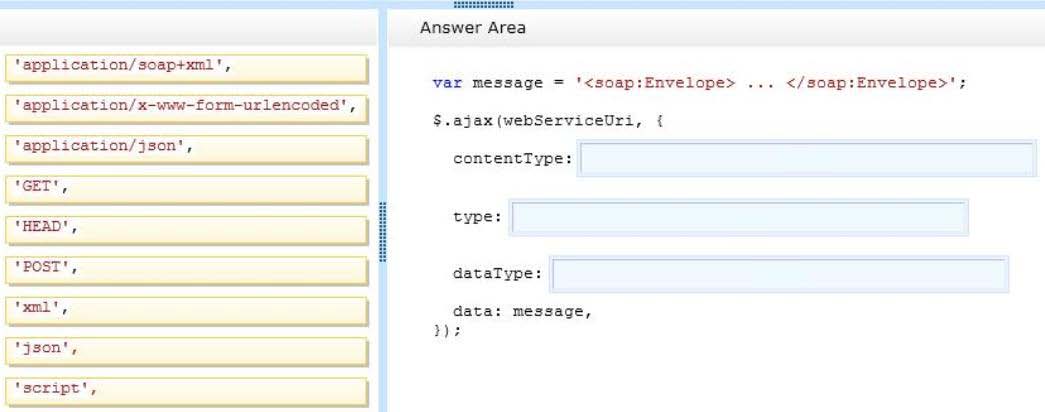 'application/soap+xml',
'application/x-www-form-urlencoded',
'application/json',
'GET',
'HEAD',
'POST',
'xml',
'json',
'script',
Answer Area
var message = '<soap:Envelope> ... </soap:Envelope>';
$.ajax(webServiceUri, {
contentType:
type:
dataType:
data: message,
});